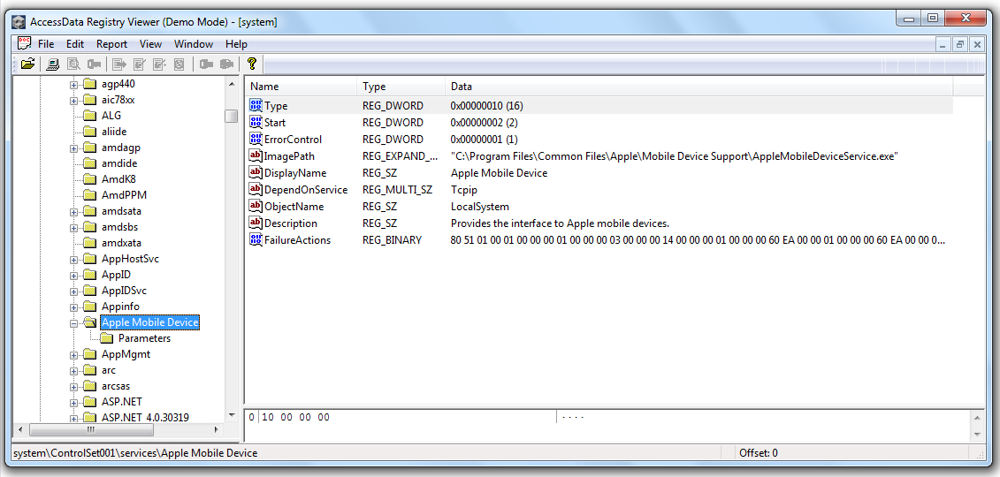 AccessData Registry Viewer (Demo Mode) - [system]
File Edit Report View Window Help
agp440
aic78xx
ALG
aliide
amdagp
amdide
AmdK8
AmdPPM
amdsata
amdsbs
amdxata
AppHostSvc
AppID
AppIDSvc
Appinfo
Apple Mobile Device
Parameters
AppMgmt
arc
arcsas
ASP.NET
ASP.NET_4.0.30319
Name Type Data
Type REG_DWORD 0x00000010 (16)
Start REG_DWORD 0x00000002 (2)
ErrorControl REG_DWORD 0x00000001 (1)
ImagePath REG_EXPAND_... "C:\Program Files\Common Files\Apple\Mobile Device Support\AppleMobileDeviceService.exe"
DisplayName REG_SZ Apple Mobile Device
DependOnService REG_MULTI_SZ Tcpip
ObjectName REG_SZ LocalSystem
Description REG_SZ Provides the interface to Apple mobile devices.
FailureActions REG_BINARY 80 51 01 00 01 00 00 00 01 00 00 00 03 00 00 00 14 00 00 00 01 00 00 00 60 EA 00 00 01 00 00 00 60 EA 00 00 0...
0 10 00 00 00 ....
system\ControlSet001\services\Apple Mobile Device Offset: 0